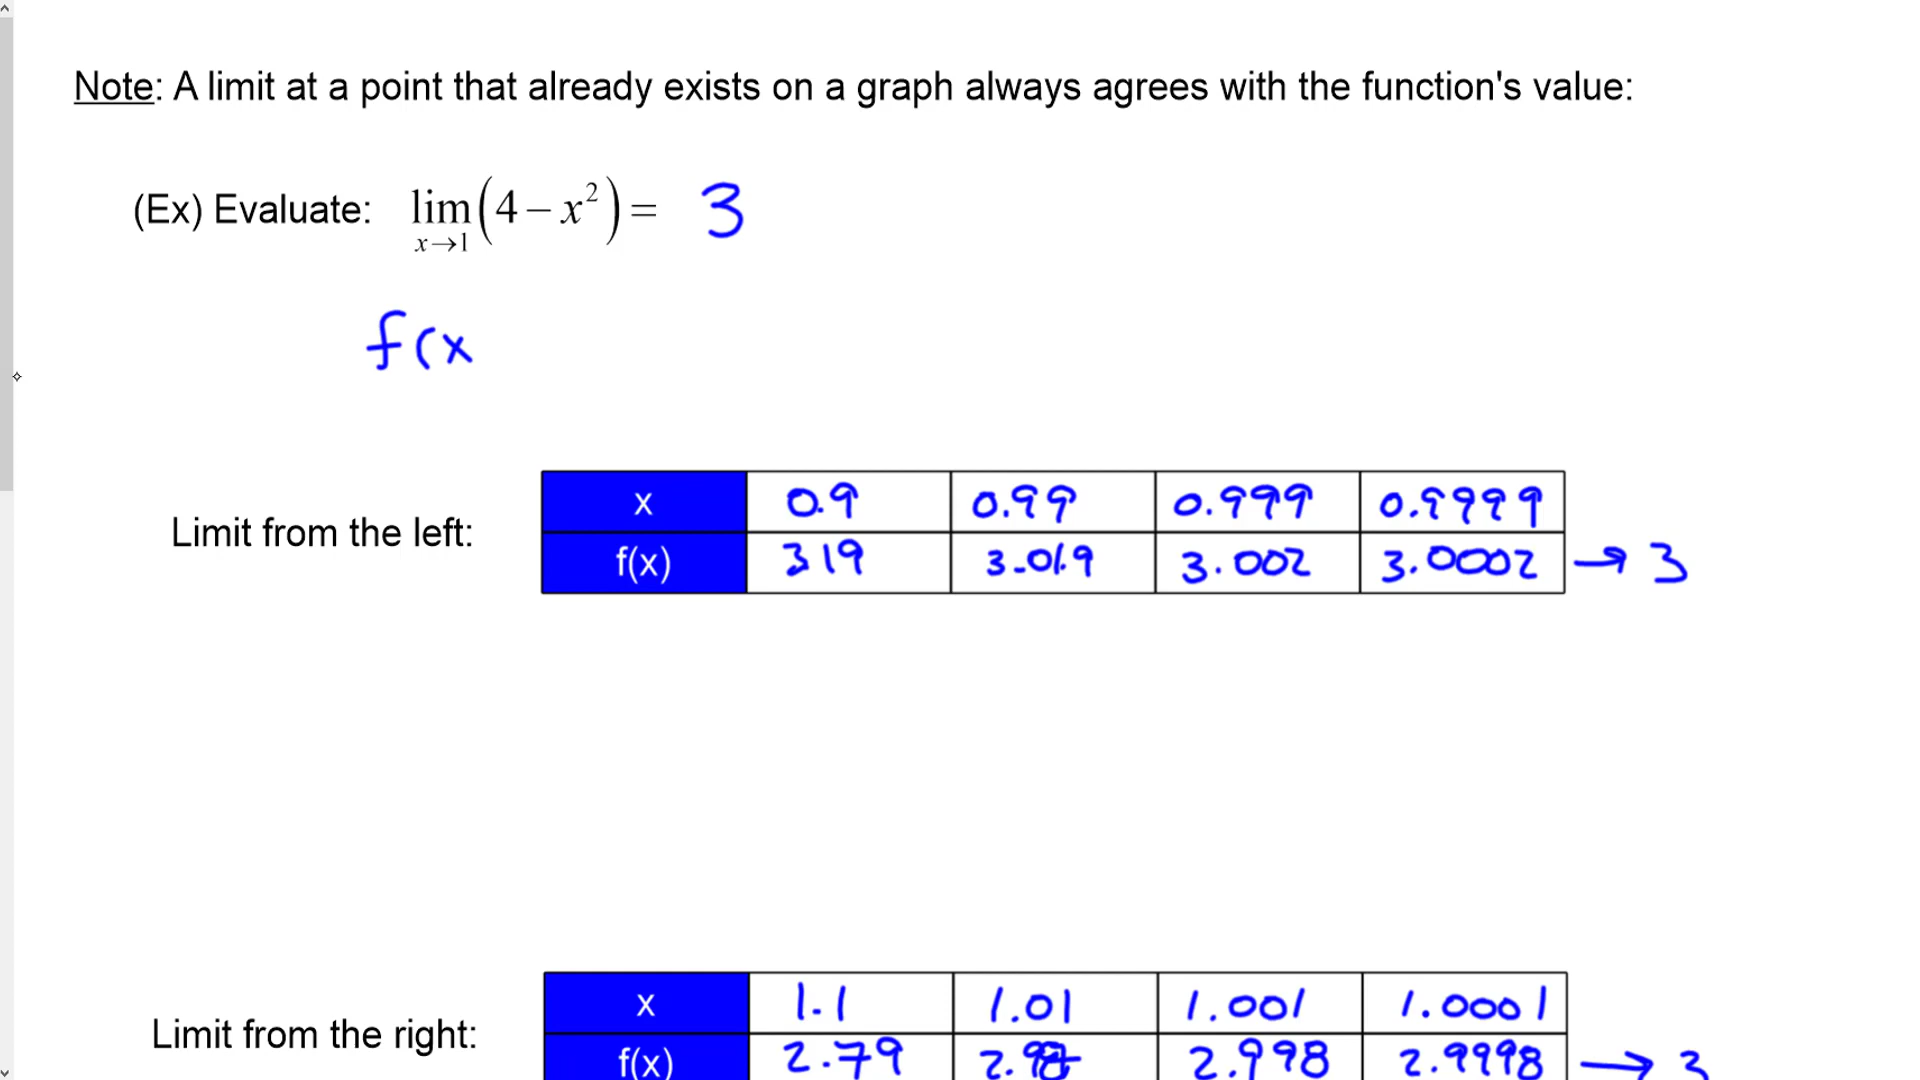 Note: A limit at a point that already exists on a graph always agrees with the function's value:
(Ex) Evaluate: lim x→1 (4 − x²) = 3
f(x
Limit from the left:
x 0.9 0.99 0.999 0.9999
f(x) 3.19 3.019 3.002 3.0002 → 3
Limit from the right:
x 1.1 1.01 1.001 1.0001
f(x) 2.79 2.998 2.9998 → 3